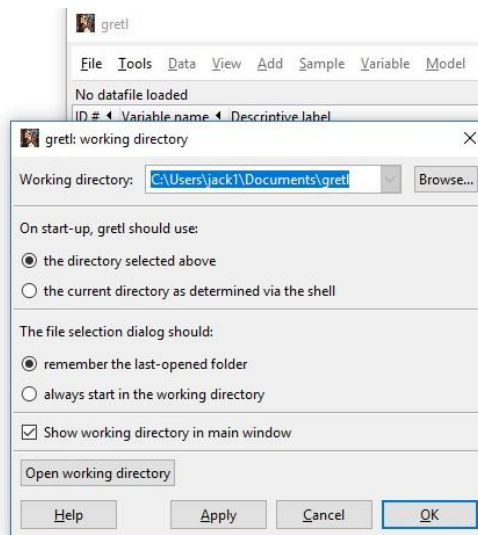 gretl
File Tools Data View Add Sample Variable Model
No datafile loaded
ID # Variable name Descriptive label
gretl: working directory
Working directory: C:\Users\jack1\Documents\gretl Browse...
On start-up, gretl should use:
the directory selected above
the current directory as determined via the shell
The file selection dialog should:
remember the last-opened folder
always start in the working directory
Show working directory in main window
Open working directory
Help Apply Cancel OK